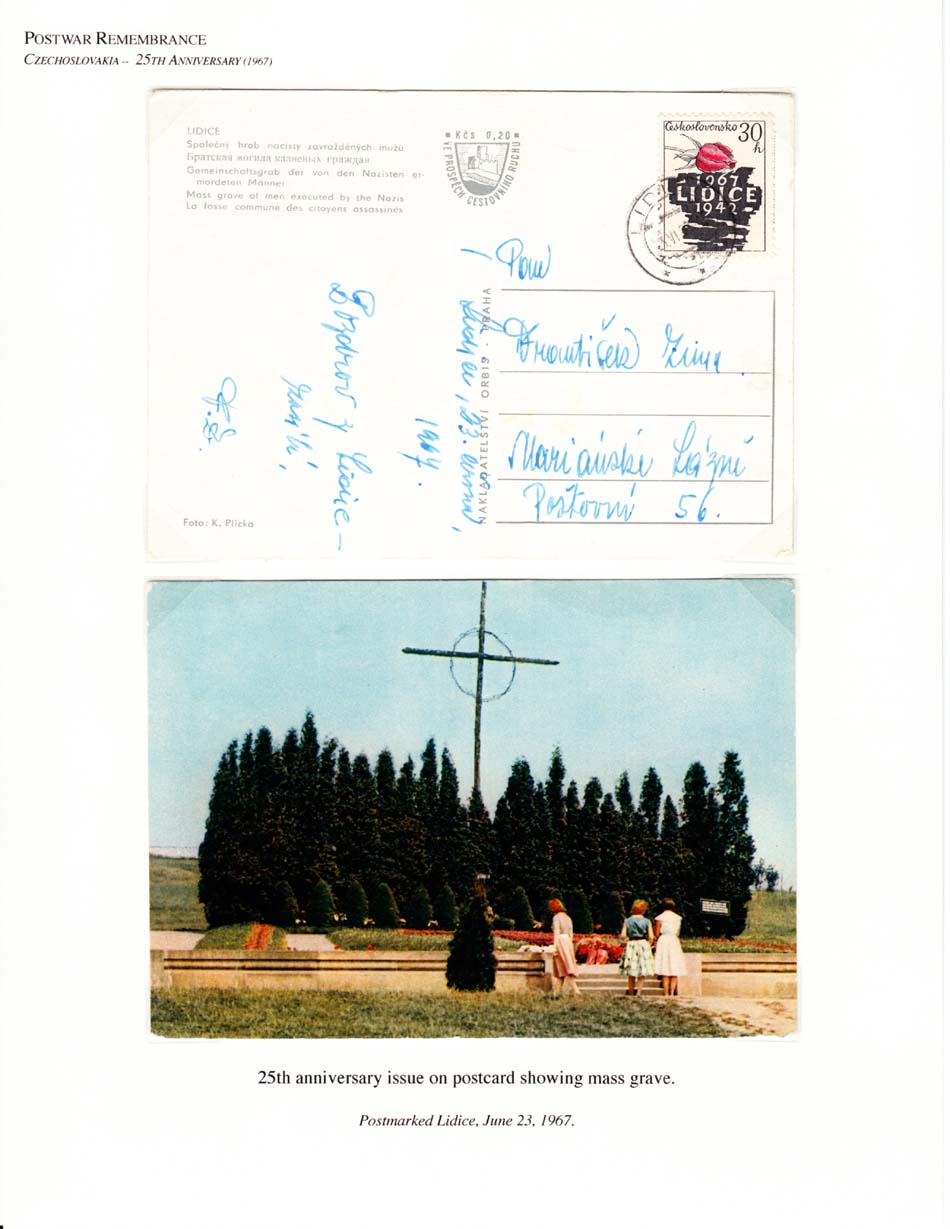 POSTWAR REMEMBRANCE
CZECHOSLOVAKIA -- 25TH ANNIVERSARY (1967)
LIDICE
Společný hrob nacisty zavražděných mužů
Братская могила казненых граждан
Gemeinschaftsgrab der von den Nazisten er-
mordeten Männer
Mass grave of men executed by the Nazis
La fosse commune des citoyens assassinés
Kčs 0,20
VE PROSPĚCH CESTOVNÍHO RUCHU
Československo 30 h
1967
LIDICE
1942
Pan
František Zima
Mariánské Lázně
Poštovní 56.
NAKLADATELSTVÍ ORBIS - PRAHA
Lidice, 23. června,
1967.
Pozdrav z Lidic –
Foto: K. Plicka
25th anniversary issue on postcard showing mass grave.
Postmarked Lidice, June 23, 1967.